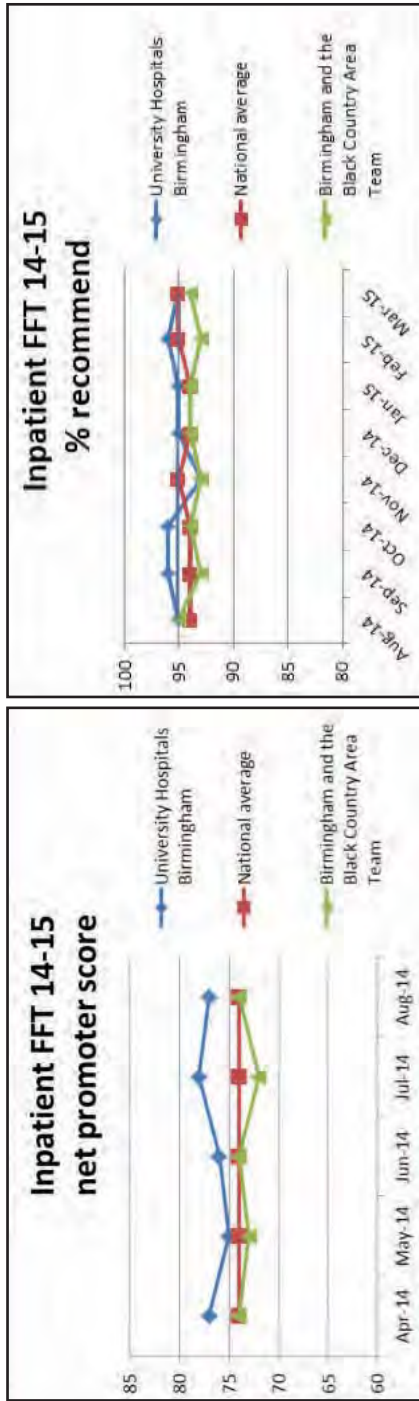 Inpatient FFT 14-15
net promoter score
85
80
75
70
65
60
Apr-14
May-14
Jun-14
Jul-14
Aug-14
University Hospitals
Birmingham
National average
Birmingham and the
Black Country Area
Team
Inpatient FFT 14-15
% recommend
100
95
90
85
80
Aug-14
Sep-14
Oct-14
Nov-14
Dec-14
Jan-15
Feb-15
Mar-15
University Hospitals
Birmingham
National average
Birmingham and the
Black Country Area
Team